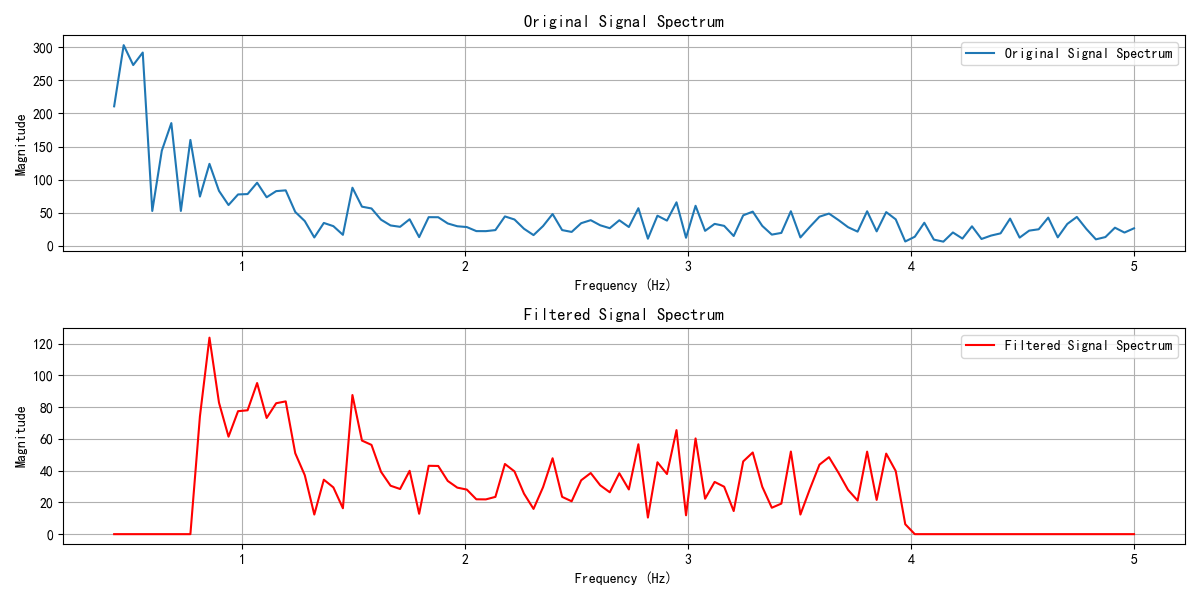 Original Signal Spectrum
300
250
200
150
100
50
0
Magnitude
Original Signal Spectrum
1 2 3 4 5
Frequency (Hz)
Filtered Signal Spectrum
120
100
80
60
40
20
0
Magnitude
Filtered Signal Spectrum
1 2 3 4 5
Frequency (Hz)